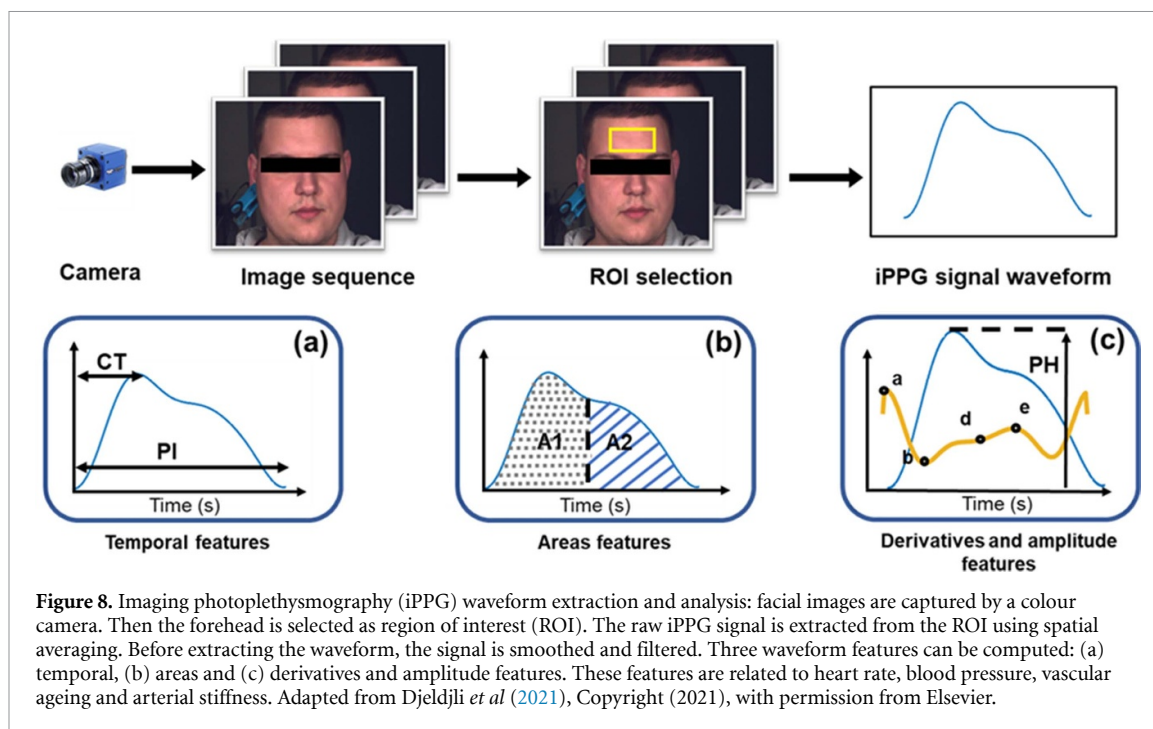 Camera
Image sequence
ROI selection
iPPG signal waveform
(a)
CT
PI
Time (s)
Temporal features
(b)
A1
A2
Time (s)
Areas features
(c)
PH
a
b
d
e
Time (s)
Derivatives and amplitude
features
Figure 8. Imaging photoplethysmography (iPPG) waveform extraction and analysis: facial images are captured by a colour
camera. Then the forehead is selected as region of interest (ROI). The raw iPPG signal is extracted from the ROI using spatial
averaging. Before extracting the waveform, the signal is smoothed and filtered. Three waveform features can be computed: (a)
temporal, (b) areas and (c) derivatives and amplitude features. These features are related to heart rate, blood pressure, vascular
ageing and arterial stiffness. Adapted from Djeldjli et al (2021), Copyright (2021), with permission from Elsevier.